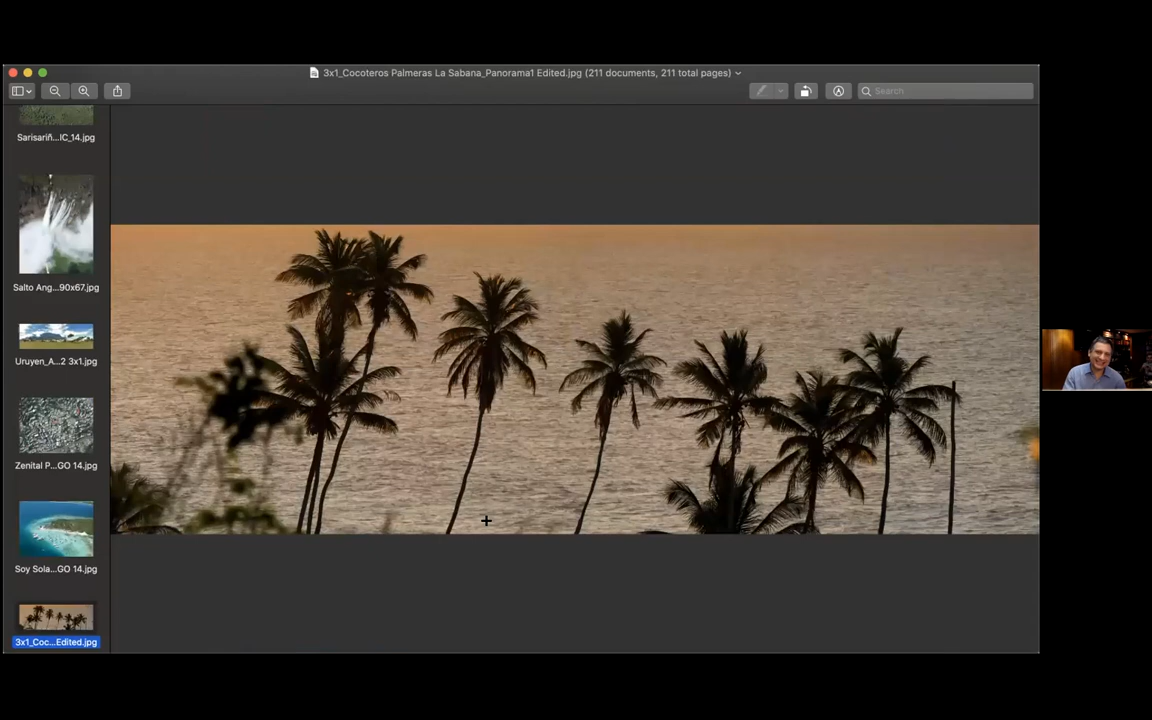 3x1_Cocoteros Palmeras La Sabana_Panorama1 Edited.jpg (211 documents, 211 total pages)
Search
Sarisariñ...IC_14.jpg
Salto Ang...90x67.jpg
Uruyen_A...2 3x1.jpg
Zenital P...GO 14.jpg
Soy Sola...GO 14.jpg
3x1_Coc...Edited.jpg